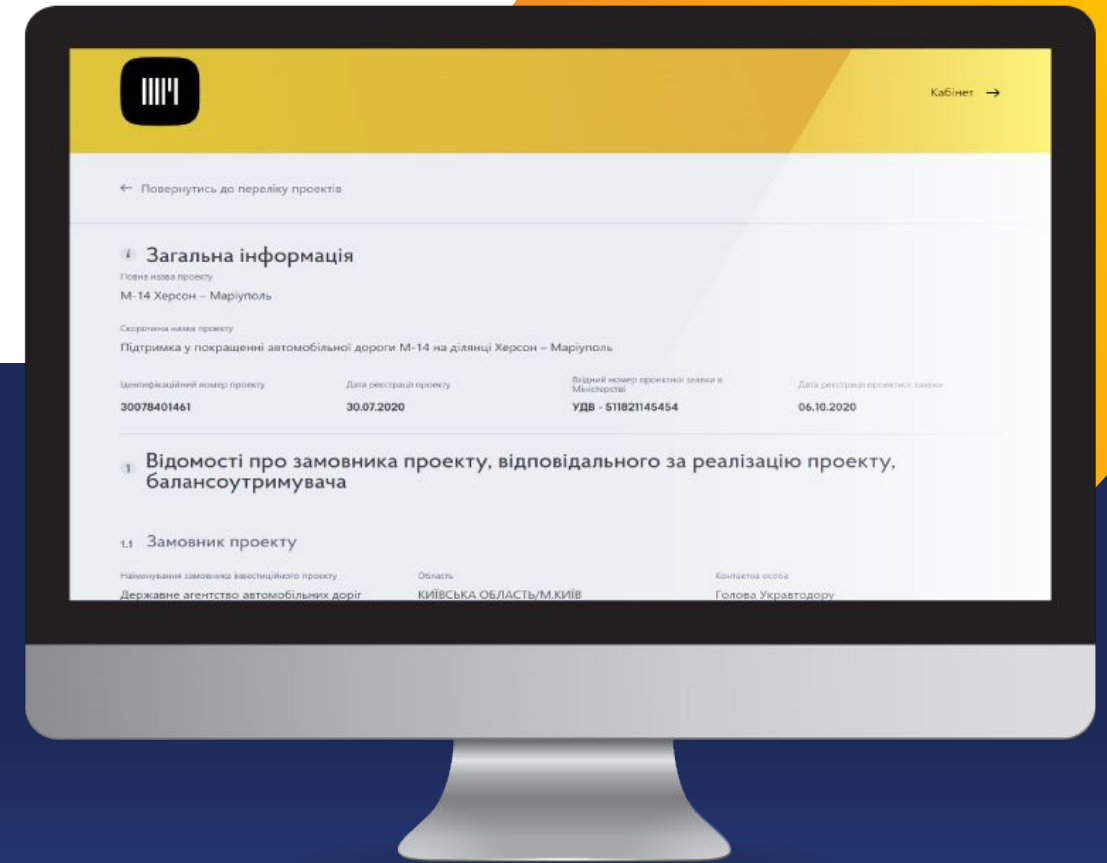 Кабінет →
← Повернутись до переліку проектів
i Загальна інформація
Повна назва проекту
М-14 Херсон – Маріуполь
Скорочена назва проекту
Підтримка у покращенні автомобільної дороги М-14 на ділянці Херсон – Маріуполь
Ідентифікаційний номер проекту
Дата реєстрації проекту
Вхідний номер проектної заявки в
Міністерстві
Дата реєстрації проектної заявки
30078401461
30.07.2020
УДВ - 511821145454
06.10.2020
1 Відомості про замовника проекту, відповідального за реалізацію проекту,
балансоутримувача
1.1 Замовник проекту
Найменування замовника інвестиційного проекту
Область
Контактна особа
Державне агентство автомобільних доріг
КИЇВСЬКА ОБЛАСТЬ/М.КИЇВ
Голова Укравтодору